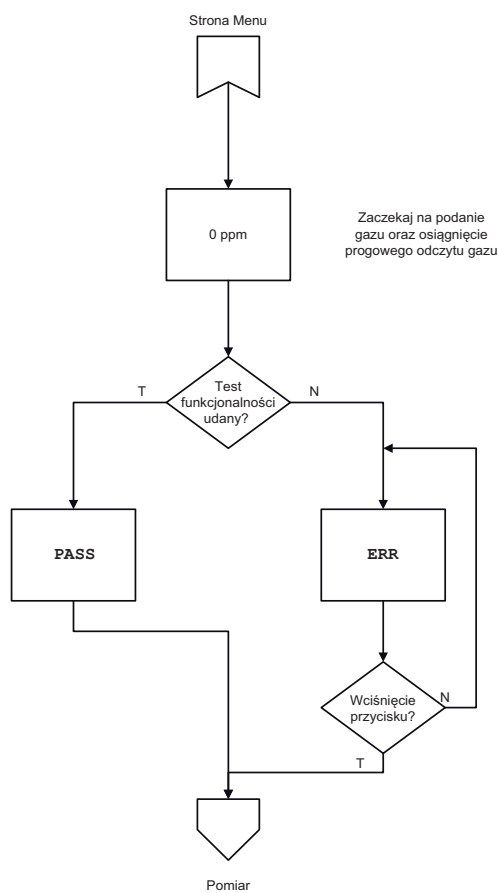 Strona Menu
0 ppm
Zaczekaj na podanie
gazu oraz osiągnięcie
progowego odczytu gazu
Test
funkcjonalności
udany?
T
N
PASS
ERR
Wciśnięcie
przycisku?
N
T
Pomiar